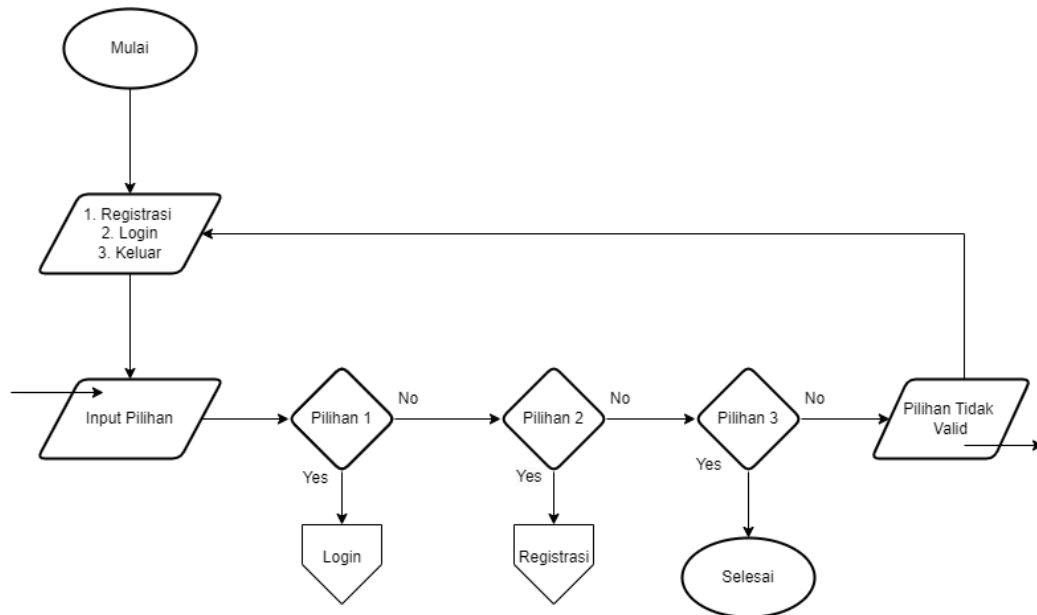 Mulai
1. Registrasi
2. Login
3. Keluar
Input Pilihan
Pilihan 1
No
Pilihan 2
No
Pilihan 3
No
Pilihan Tidak
Valid
Yes
Yes
Yes
Login
Registrasi
Selesai